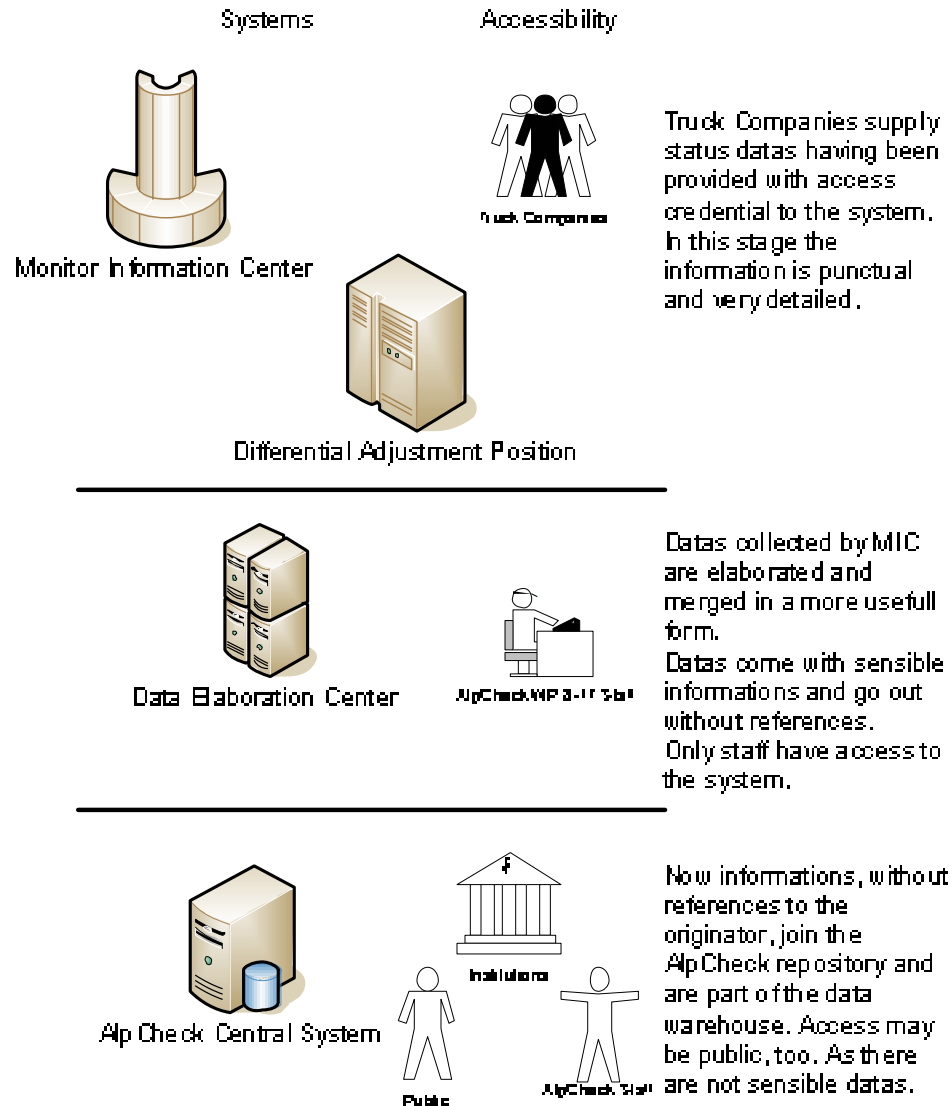 Systems
Accessibility
Monitor Information Center
Truck Companies
Truck Companies supply
status datas having been
provided with access
credential to the system.
In this stage the
information is punctual
and very detailed.
Differential Adjustment Position
Data Elaboration Center
AlpCheck WP Staff
Datas collected by MIC
are elaborated and
merged in a more usefull
form.
Datas come with sensible
informations and go out
without references.
Only staff have access to
the system.
Alp Check Central System
Institutions
Public
AlpCheck Staff
Now informations, without
references to the
originator, join the
AlpCheck repository and
are part of the data
warehouse. Access may
be public, too. As there
are not sensible datas.